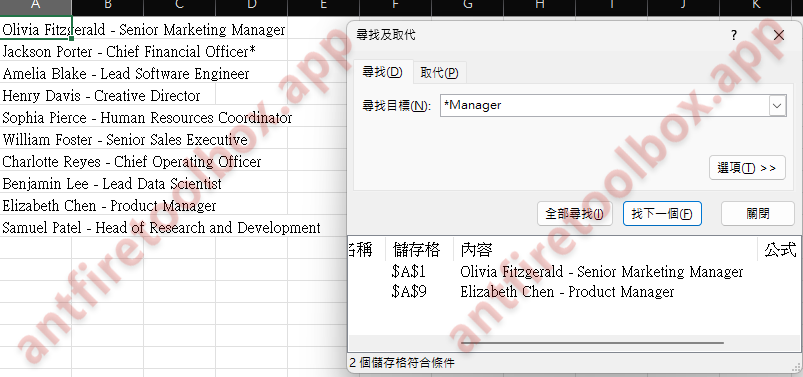 A B C D E F G H I J K
Olivia Fitzgerald - Senior Marketing Manager
Jackson Porter - Chief Financial Officer*
Amelia Blake - Lead Software Engineer
Henry Davis - Creative Director
Sophia Pierce - Human Resources Coordinator
William Foster - Senior Sales Executive
Charlotte Reyes - Chief Operating Officer
Benjamin Lee - Lead Data Scientist
Elizabeth Chen - Product Manager
Samuel Patel - Head of Research and Development
尋找及取代 ? ×
尋找(D) 取代(P)
尋找目標(N): *Manager
選項(T) >>
全部尋找(I) 找下一個(F) 關閉
名稱 儲存格 內容 公式
$A$1 Olivia Fitzgerald - Senior Marketing Manager
$A$9 Elizabeth Chen - Product Manager
2 個儲存格符合條件
antfiretoolbox.app
antfiretoolbox.app